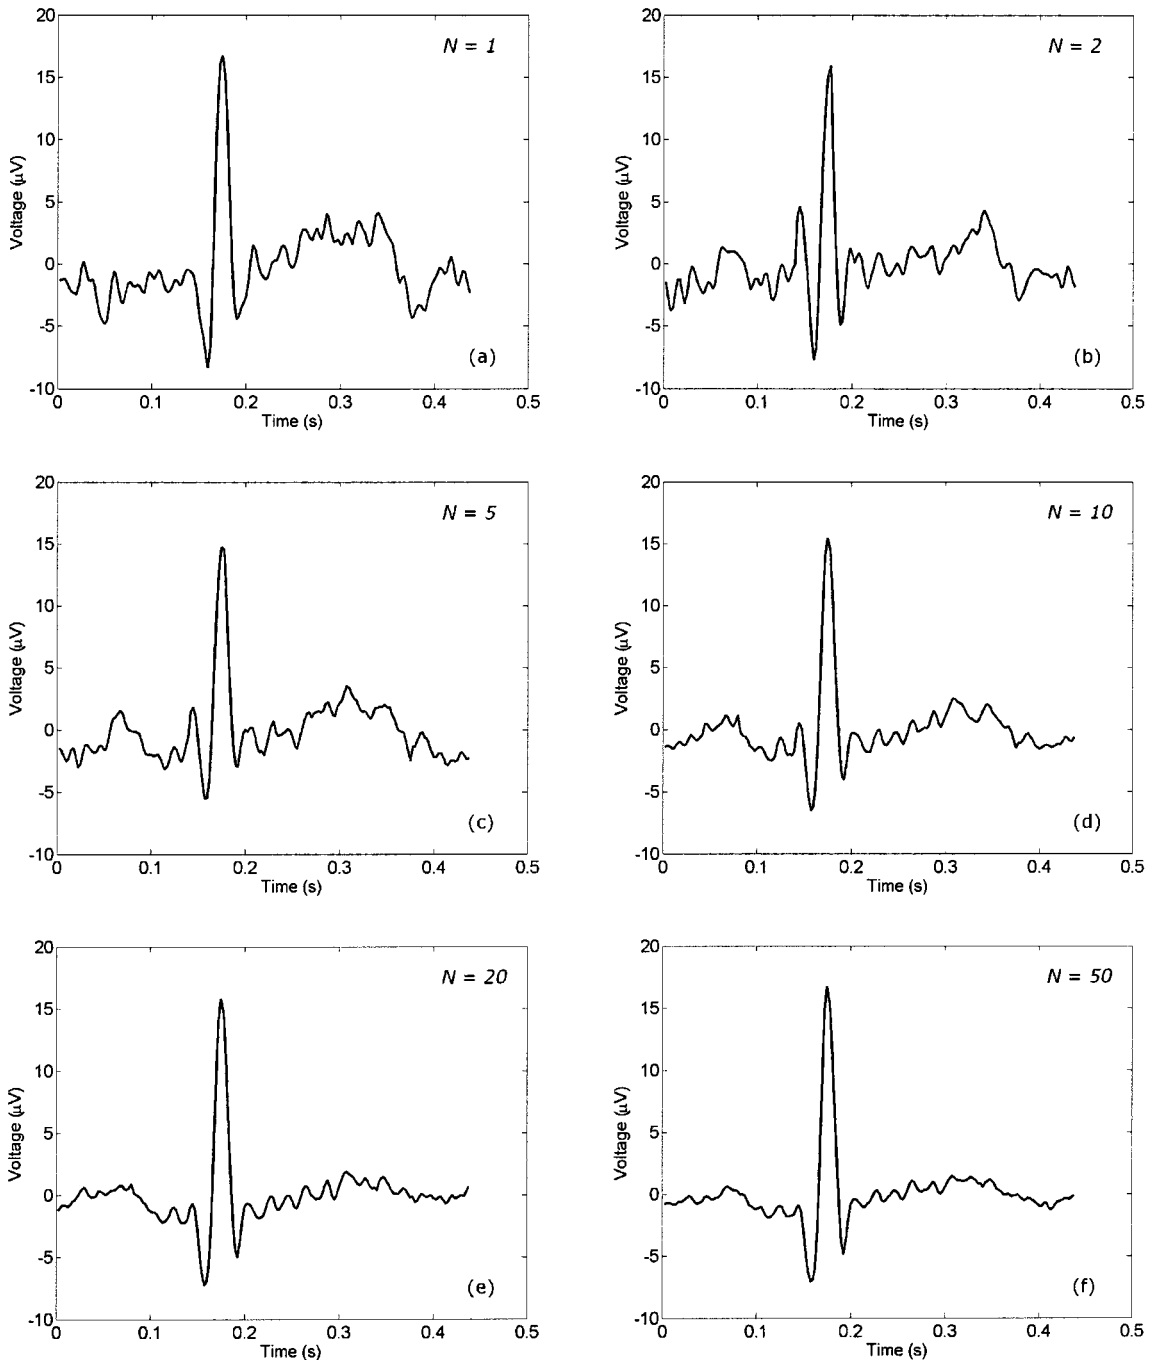 20
15
10
5
0
-5
-10
Voltage (μV)
N = 1
(a)
0 0.1 0.2 0.3 0.4 0.5
Time (s)
20
15
10
5
0
-5
-10
Voltage (μV)
N = 2
(b)
0 0.1 0.2 0.3 0.4 0.5
Time (s)
20
15
10
5
0
-5
-10
Voltage (μV)
N = 5
(c)
0 0.1 0.2 0.3 0.4 0.5
Time (s)
20
15
10
5
0
-5
-10
Voltage (μV)
N = 10
(d)
0 0.1 0.2 0.3 0.4 0.5
Time (s)
20
15
10
5
0
-5
-10
Voltage (μV)
N = 20
(e)
0 0.1 0.2 0.3 0.4 0.5
Time (s)
20
15
10
5
0
-5
-10
Voltage (μV)
N = 50
(f)
0 0.1 0.2 0.3 0.4 0.5
Time (s)